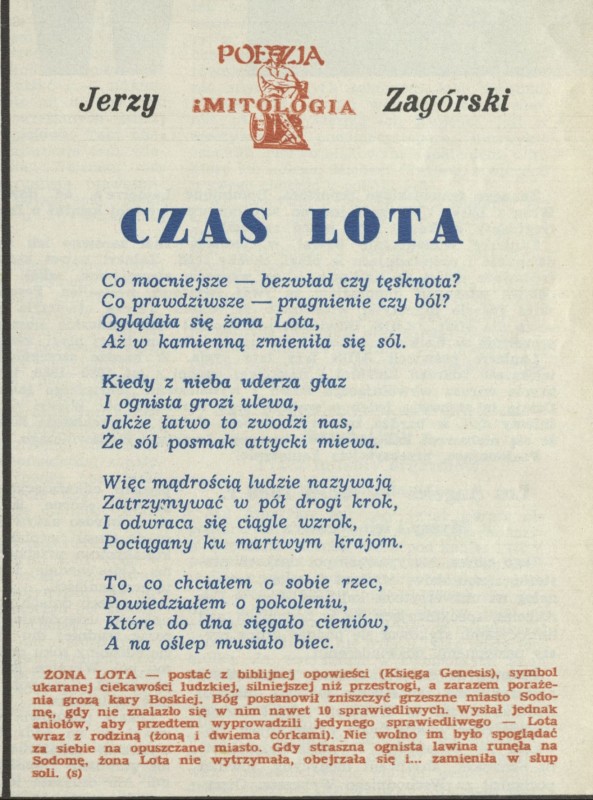 POEZJA
Jerzy i MITOLOGIA Zagórski
CZAS LOTA
Co mocniejsze — bezwład czy tęsknota?
Co prawdziwsze — pragnienie czy ból?
Oglądała się żona Lota,
Aż w kamienną zmieniła się sól.
Kiedy z nieba uderza głaz
I ognista grozi ulewa,
Jakże łatwo to zwodzi nas,
Że sól posmak attycki miewa.
Więc mądrością ludzie nazywają
Zatrzymywać w pół drogi krok,
I odwraca się ciągle wzrok,
Pociągany ku martwym krajom.
To, co chciałem o sobie rzec,
Powiedziałem o pokoleniu,
Które do dna sięgało cieniów,
A na oślep musiało biec.
ŻONA LOTA — postać z biblijnej opowieści (Księga Genesis), symbol
ukaranej ciekawości ludzkiej, silniejszej niż przestrogi, a zarazem poraże-
nia grozą kary Boskiej. Bóg postanowił zniszczyć grzeszne miasto Sodo-
mę, gdy nie znalazło się w nim nawet 10 sprawiedliwych. Wysłał jednak
aniołów, aby przedtem wyprowadzili jedynego sprawiedliwego — Lota
wraz z rodziną (żoną i dwiema córkami). Nie wolno im było spoglądać
za siebie na opuszczane miasto. Gdy straszna ognista lawina runęła na
Sodomę, żona Lota nie wytrzymała, obejrzała się i... zamieniła w słup
soli. (s)